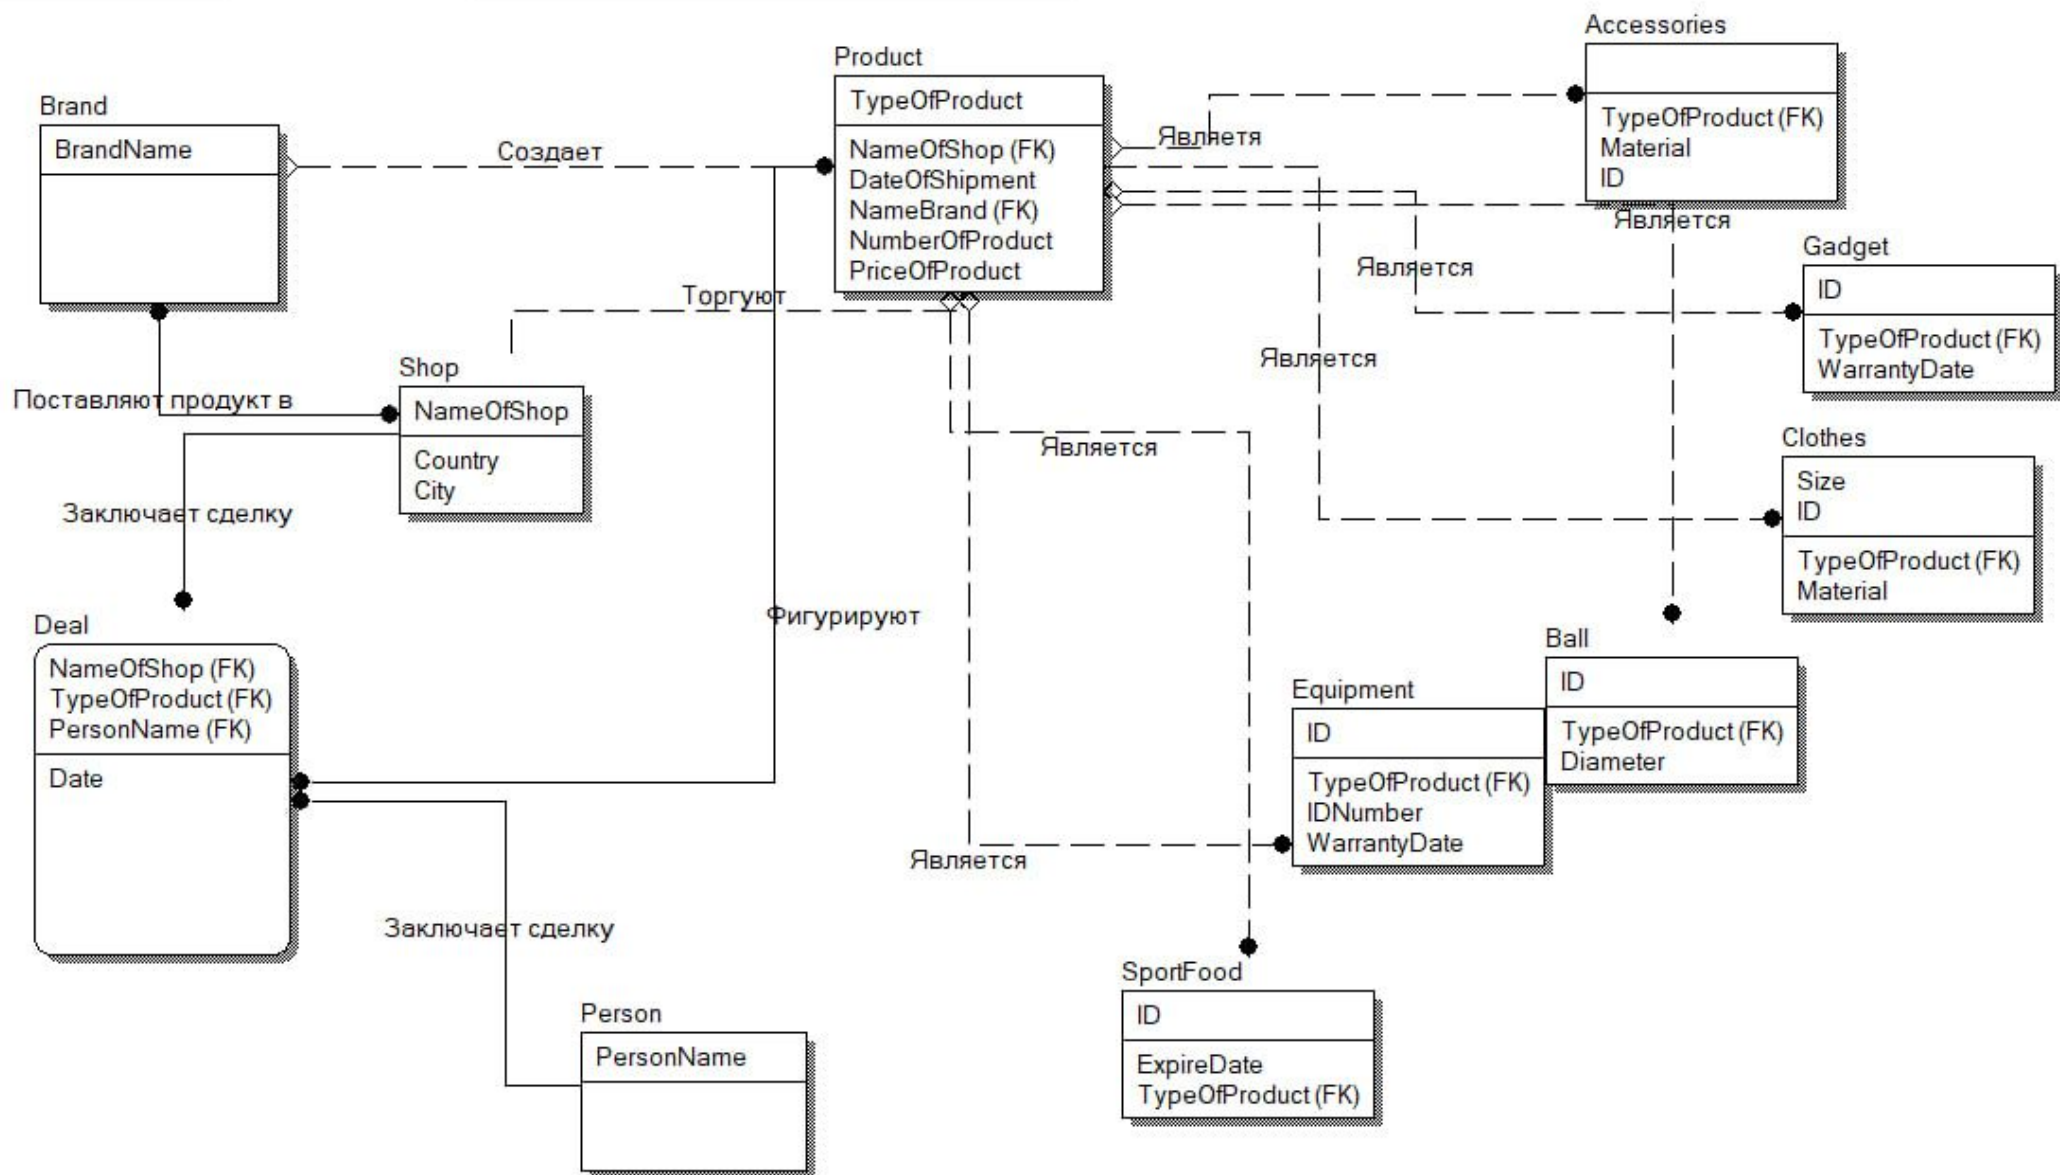 Brand
BrandName
Создает
Product
TypeOfProduct
NameOfShop (FK)
DateOfShipment
NameBrand (FK)
NumberOfProduct
PriceOfProduct
Являетя
Accessories
TypeOfProduct (FK)
Material
ID
Является
Является
Gadget
ID
TypeOfProduct (FK)
WarrantyDate
Торгуют
Является
Shop
NameOfShop
Country
City
Поставляют продукт в
Является
Clothes
Size
ID
TypeOfProduct (FK)
Material
Заключает сделку
Фигурируют
Deal
NameOfShop (FK)
TypeOfProduct (FK)
PersonName (FK)
Date
Ball
ID
TypeOfProduct (FK)
Diameter
Equipment
ID
TypeOfProduct (FK)
IDNumber
WarrantyDate
Является
Заключает сделку
SportFood
ID
ExpireDate
TypeOfProduct (FK)
Person
PersonName